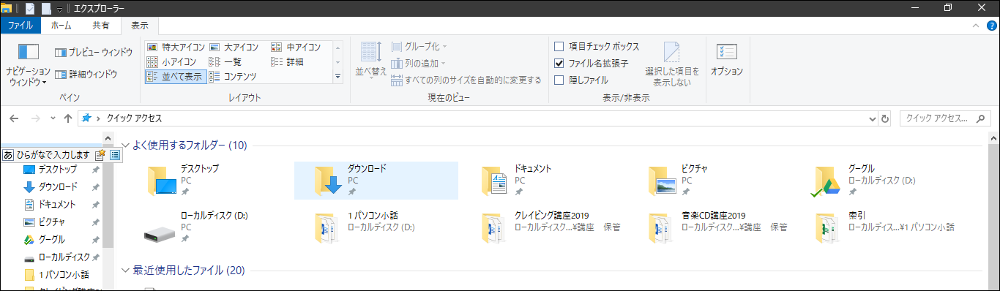 エクスプローラー
ファイル ホーム 共有 表示
ナビゲーション ウィンドウ
プレビュー ウィンドウ
詳細ウィンドウ
ペイン
特大アイコン 大アイコン 中アイコン
小アイコン 一覧 詳細
並べて表示 コンテンツ
レイアウト
並べ替え
グループ化
列の追加
すべての列のサイズを自動的に変更する
現在のビュー
項目チェック ボックス
ファイル名拡張子
隠しファイル
選択した項目を
表示しない
表示/非表示
オプション
クイック アクセス
クイック アクセス...
あ ひらがなで入力します
デスクトップ
ダウンロード
ドキュメント
ピクチャ
グーグル
ローカルディスク
1 パソコン小話
よく使用するフォルダー (10)
デスクトップ
PC
ダウンロード
PC
ドキュメント
PC
ピクチャ
PC
グーグル
ローカルディスク (D:)
ローカルディスク (D:)
PC
1 パソコン小話
ローカルディスク (D:)
クレイピング講座2019
ローカルディスク...¥講座 保管
音楽CD講座2019
ローカルディスク...¥講座 保管
索引
ローカルディス...¥1 パソコン小話
最近使用したファイル (20)